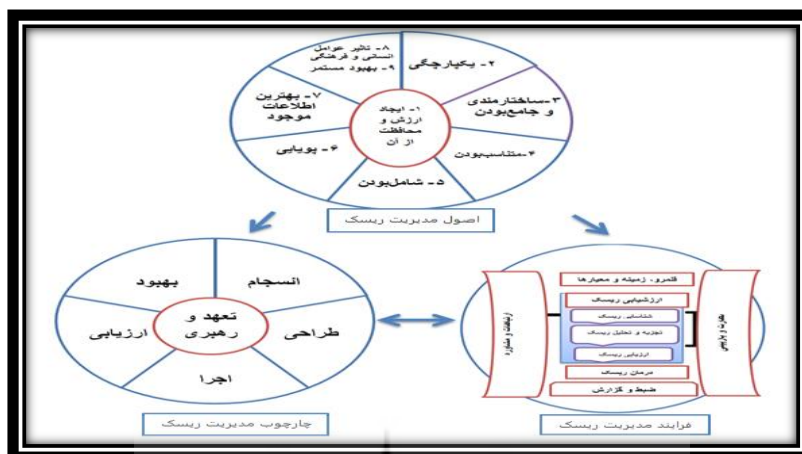 ۸- تاثیر عوامل
انسانی و فرهنگی
۹- بهبود مستمر
۲- یکپارچگی
۳-ساختارمندی
و جامع‌بودن
۴-متناسب‌بودن
۵- شامل‌بودن
۶- پویایی
۷- بهترین
اطلاعات
موجود
۱- ایجاد
ارزش و
محافظت
از آن
اصول مدیریت ریسک
انسجام
طراحی
اجرا
ارزیابی
بهبود
تعهد و
رهبری
چارچوب مدیریت ریسک
قلمرو، زمینه و معیارها
ارزشیابی ریسک
شناسایی ریسک
تجزیه و تحلیل ریسک
ارزیابی ریسک
درمان ریسک
ضبط و گزارش
ارتباطات و مشاوره
فرایند مدیریت ریسک